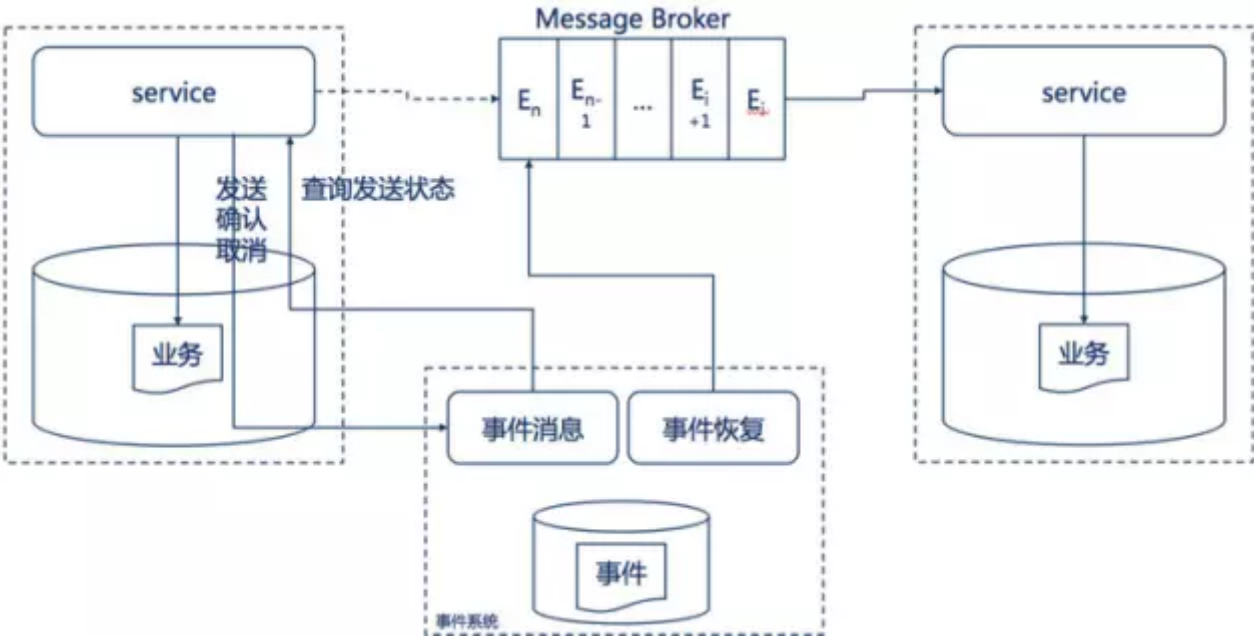 Message Broker
service
En
En-
1
...
Ei
+1
Ei
service
发送
确认
取消
查询发送状态
业务
业务
事件消息
事件恢复
事件
事件系统